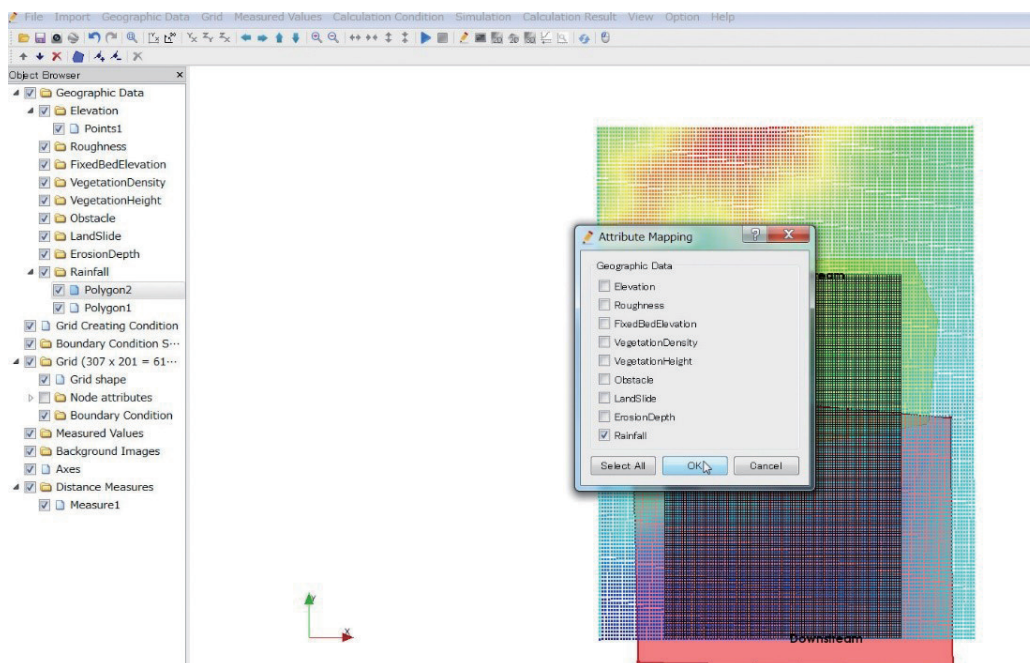 File Import Geographic Data Grid Measured Values Calculation Condition Simulation Calculation Result View Option Help
Object Browser ×
Geographic Data
Elevation
Points1
Roughness
FixedBedElevation
VegetationDensity
VegetationHeight
Obstacle
LandSlide
ErosionDepth
Rainfall
Polygon2
Polygon1
Grid Creating Condition
Boundary Condition S···
Grid (307 x 201 = 61···
Grid shape
Node attributes
Boundary Condition
Measured Values
Background Images
Axes
Distance Measures
Measure1
Attribute Mapping
Geographic Data
Elevation
Roughness
FixedBedElevation
VegetationDensity
VegetationHeight
Obstacle
LandSlide
ErosionDepth
Rainfall
Select All OK Cancel
eam
Y
X
Downstream